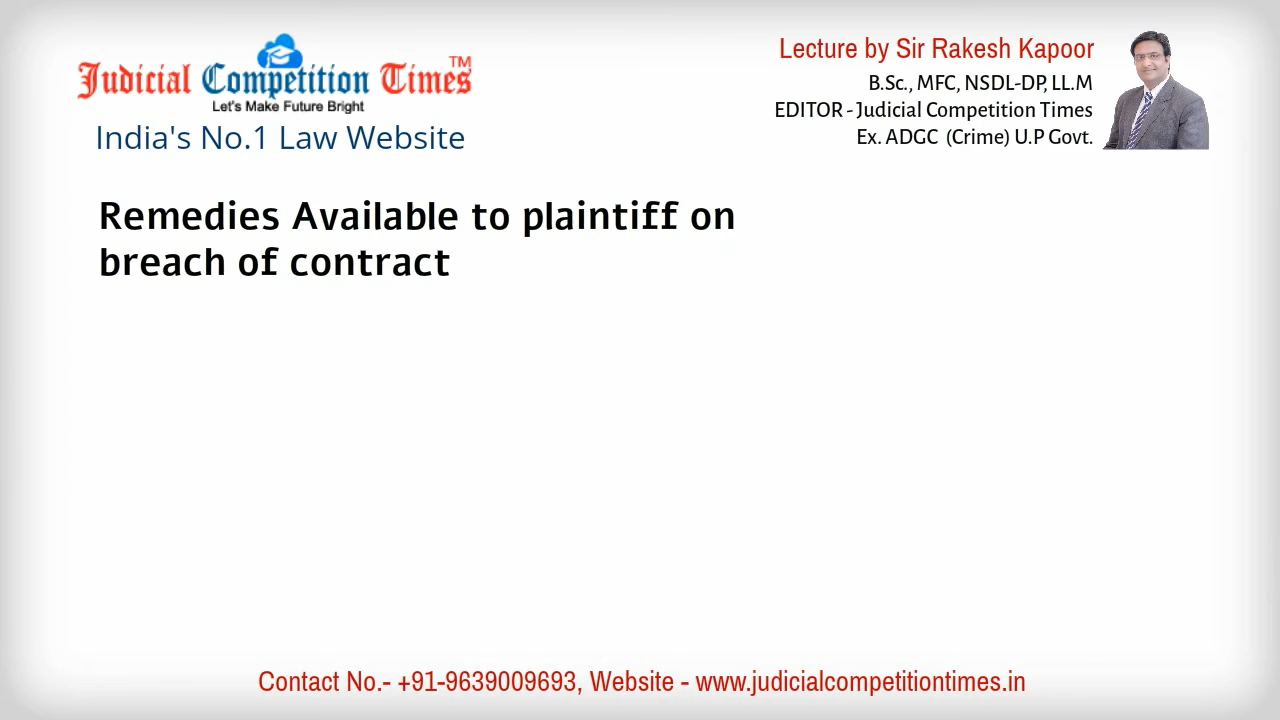 Judicial Competition Times™
Let's Make Future Bright
India's No.1 Law Website
Lecture by Sir Rakesh Kapoor
B.Sc., MFC, NSDL-DP, LL.M
EDITOR - Judicial Competition Times
Ex. ADGC (Crime) U.P Govt.
Remedies Available to plaintiff on
breach of contract
Contact No.- +91-9639009693, Website - www.judicialcompetitiontimes.in